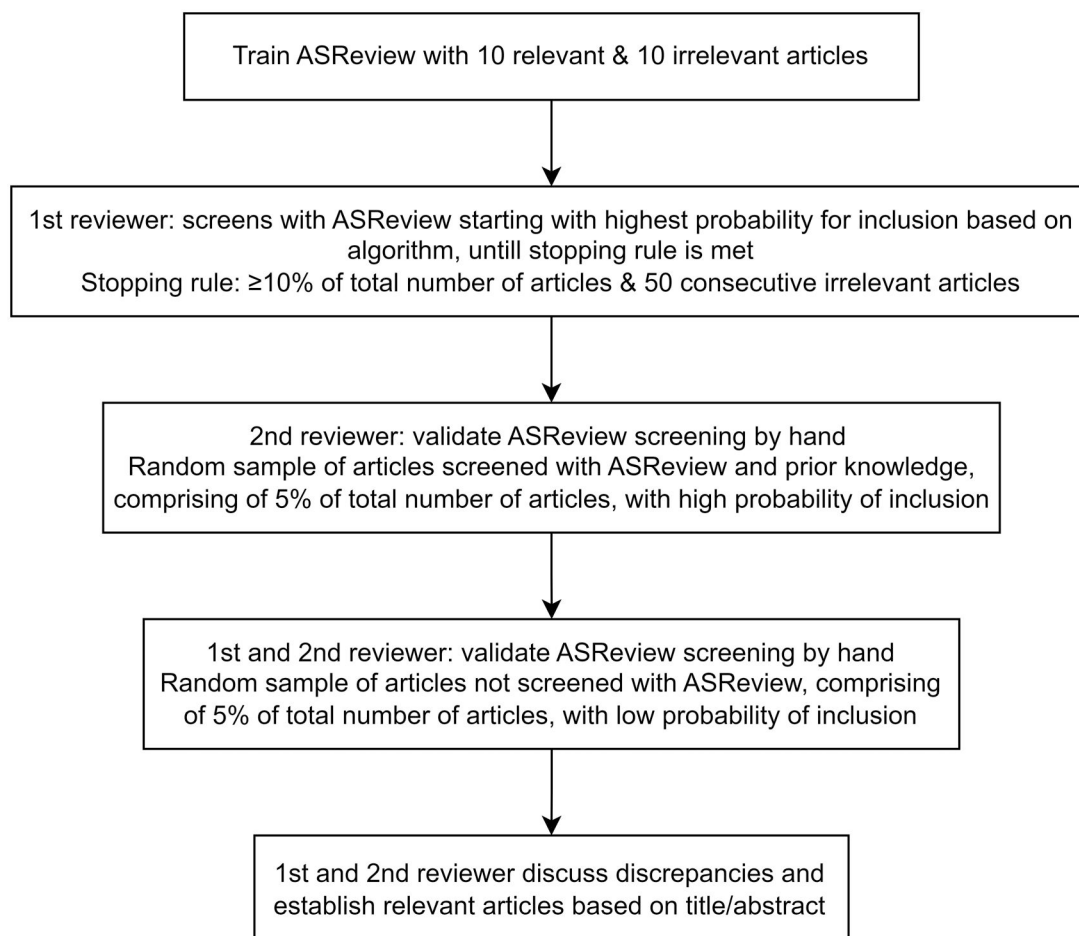 Train ASReview with 10 relevant & 10 irrelevant articles
1st reviewer: screens with ASReview starting with highest probability for inclusion based on
algorithm, untill stopping rule is met
Stopping rule: ≥10% of total number of articles & 50 consecutive irrelevant articles
2nd reviewer: validate ASReview screening by hand
Random sample of articles screened with ASReview and prior knowledge,
comprising of 5% of total number of articles, with high probability of inclusion
1st and 2nd reviewer: validate ASReview screening by hand
Random sample of articles not screened with ASReview, comprising
of 5% of total number of articles, with low probability of inclusion
1st and 2nd reviewer discuss discrepancies and
establish relevant articles based on title/abstract